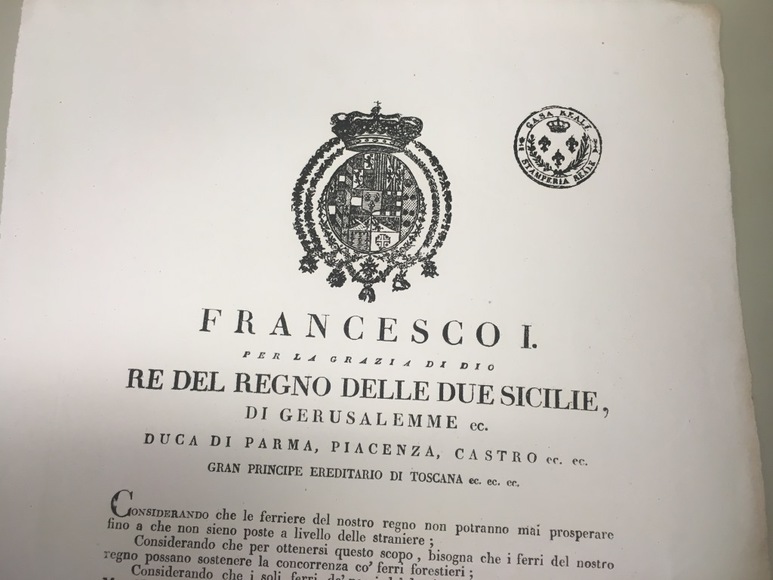 CASA REALE
STAMPERIA REALE
FRANCESCO I.
PER LA GRAZIA DI DIO
RE DEL REGNO DELLE DUE SICILIE,
DI GERUSALEMME ec.
DUCA DI PARMA, PIACENZA, CASTRO ec. ec.
GRAN PRINCIPE EREDITARIO DI TOSCANA ec. ec. ec.
CONSIDERANDO che le ferriere del nostro regno non potranno mai prosperare
fino a che non sieno poste a livello delle straniere ;
Considerando che per ottenersi questo scopo , bisogna che i ferri del nostro
regno possano sostenere la concorrenza co' ferri forestieri ;
Considerando che i soli ferri